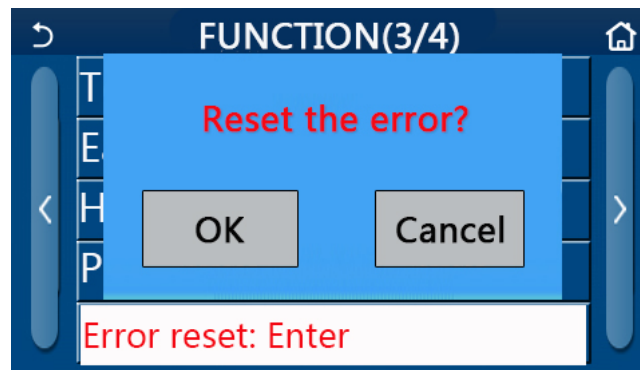 FUNCTION(3/4)
T
Reset the error?
E
H
OK Cancel
P
Error reset: Enter